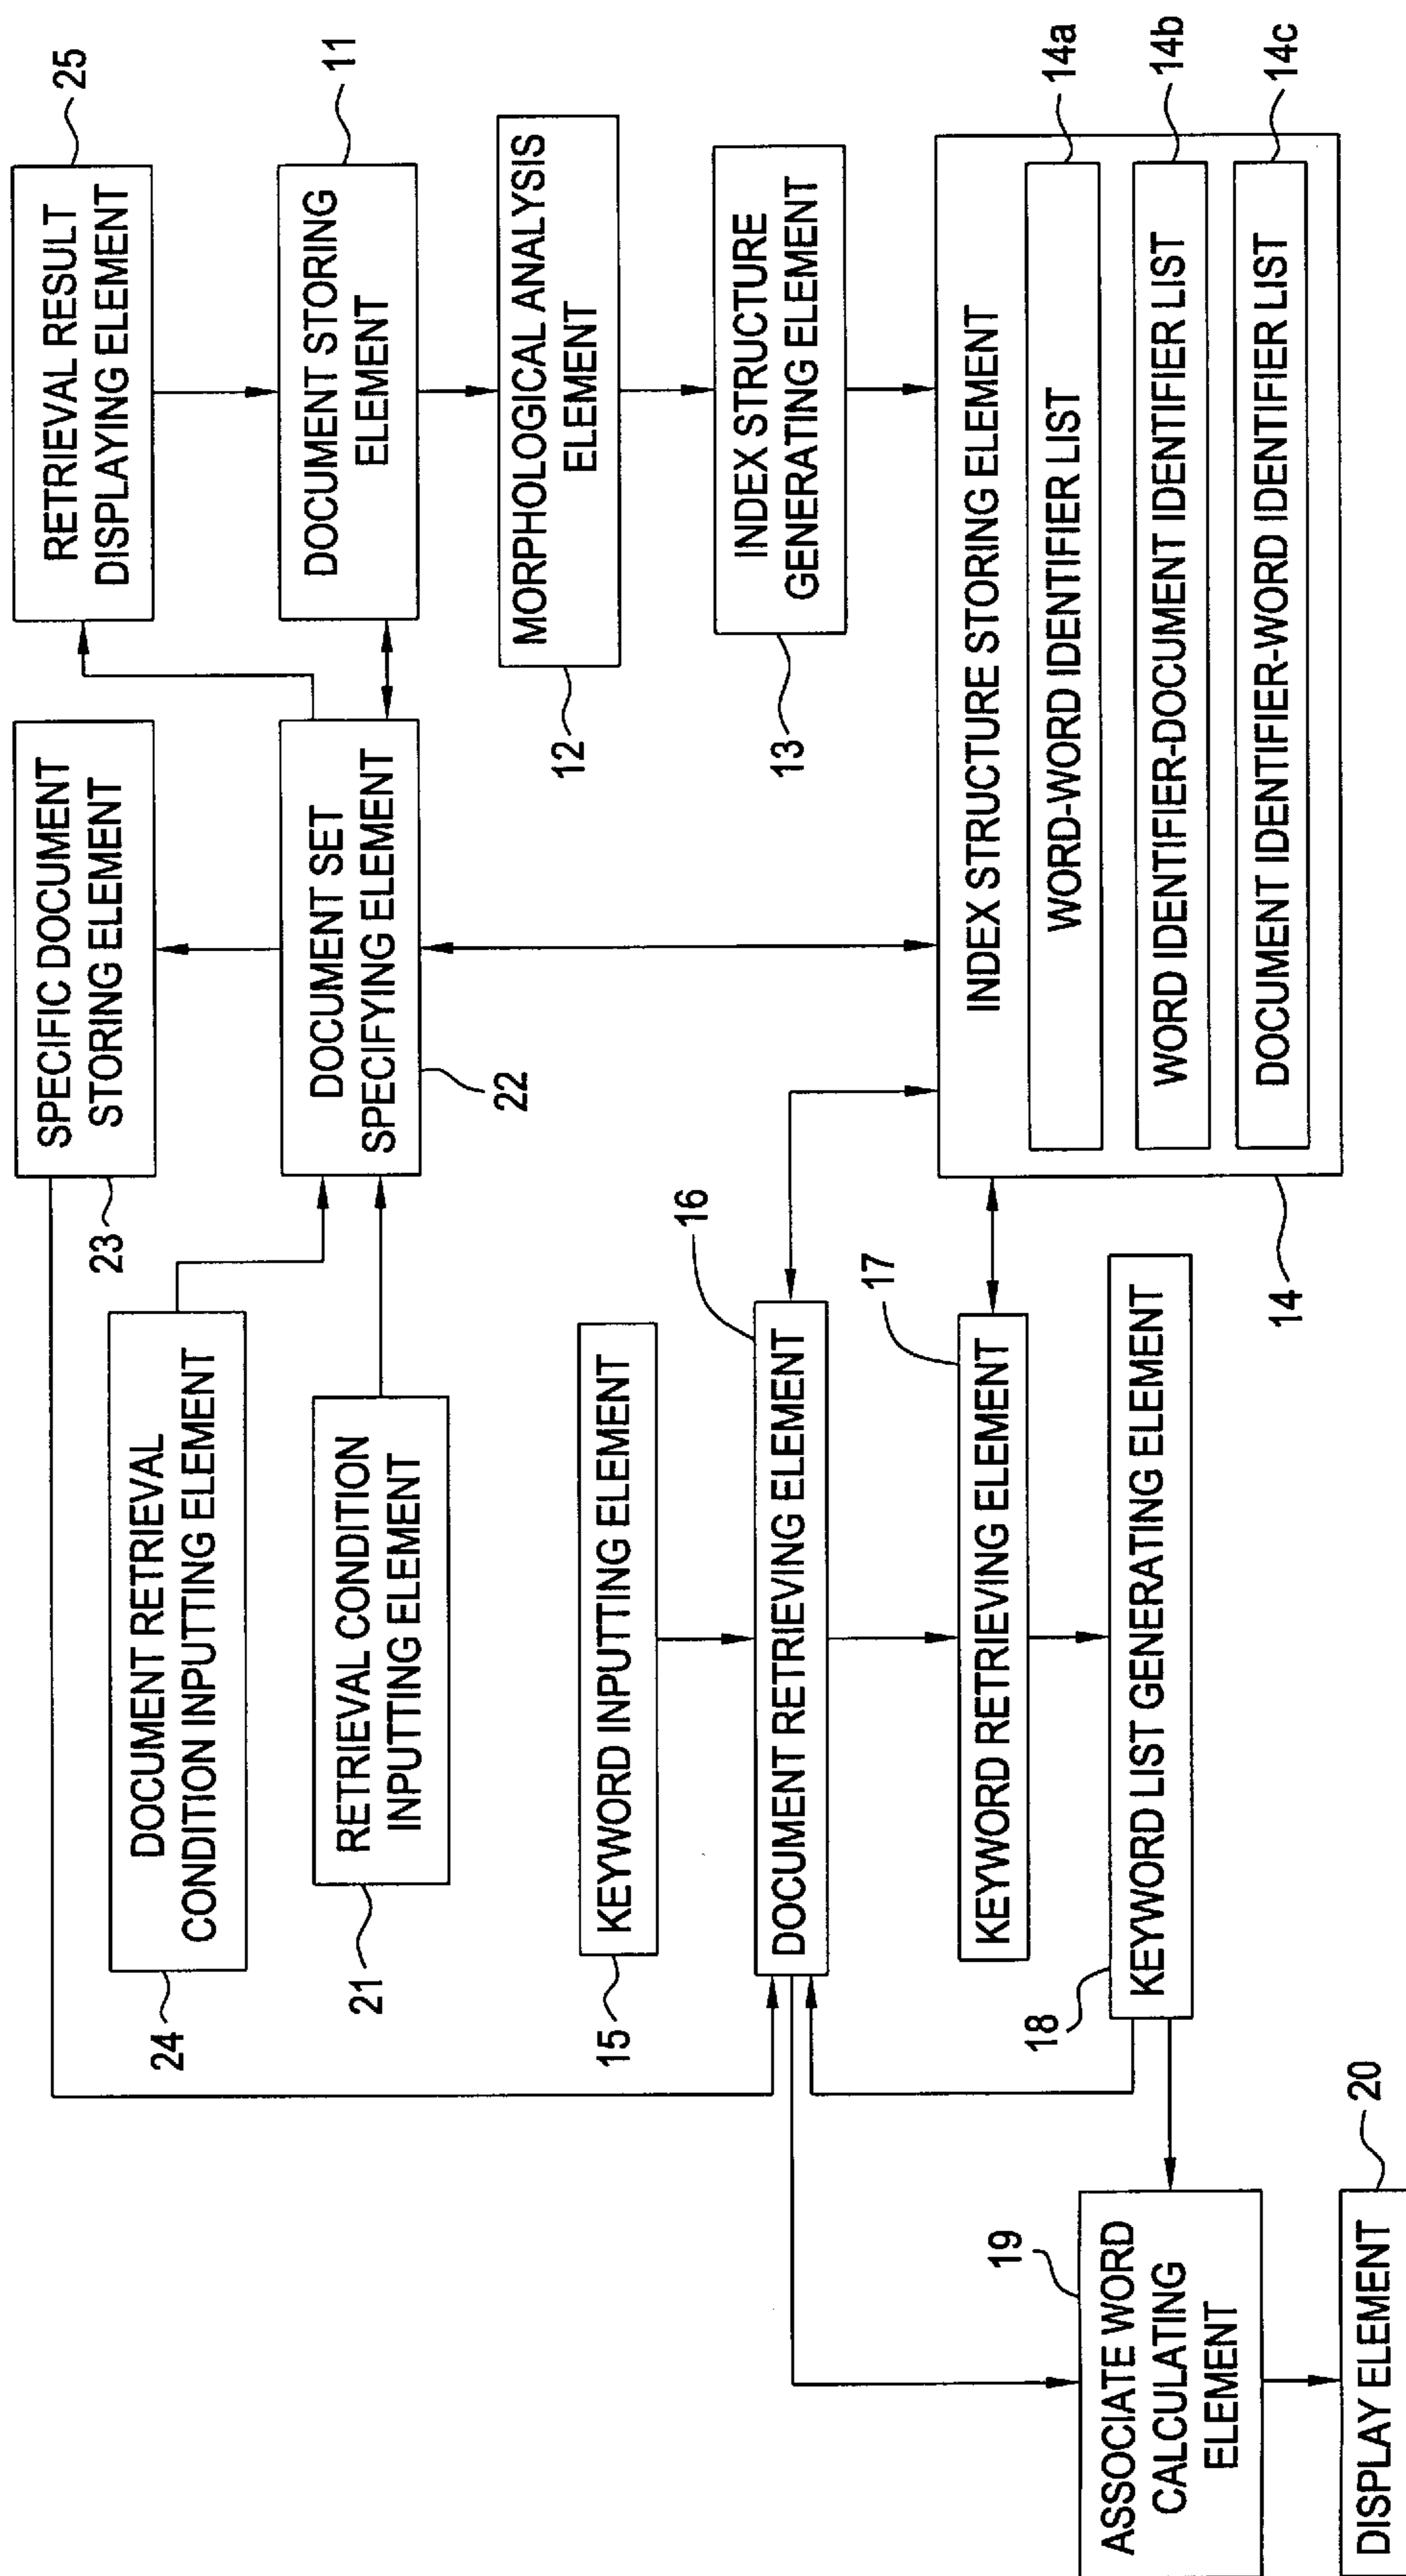 25
RETRIEVAL RESULT
DISPLAYING ELEMENT
11
DOCUMENT STORING
ELEMENT
MORPHOLOGICAL ANALYSIS
ELEMENT
12
INDEX STRUCTURE
GENERATING ELEMENT
13
INDEX STRUCTURE STORING ELEMENT
WORD-WORD IDENTIFIER LIST
14a
WORD IDENTIFIER-DOCUMENT IDENTIFIER LIST
14b
DOCUMENT IDENTIFIER-WORD IDENTIFIER LIST
14c
14
SPECIFIC DOCUMENT
STORING ELEMENT
23
DOCUMENT SET
SPECIFYING ELEMENT
22
DOCUMENT RETRIEVAL
CONDITION INPUTTING ELEMENT
24
RETRIEVAL CONDITION
INPUTTING ELEMENT
21
KEYWORD INPUTTING ELEMENT
15
DOCUMENT RETRIEVING ELEMENT
16
KEYWORD RETRIEVING ELEMENT
17
KEYWORD LIST GENERATING ELEMENT
18
ASSOCIATE WORD
CALCULATING
ELEMENT
19
DISPLAY ELEMENT
20